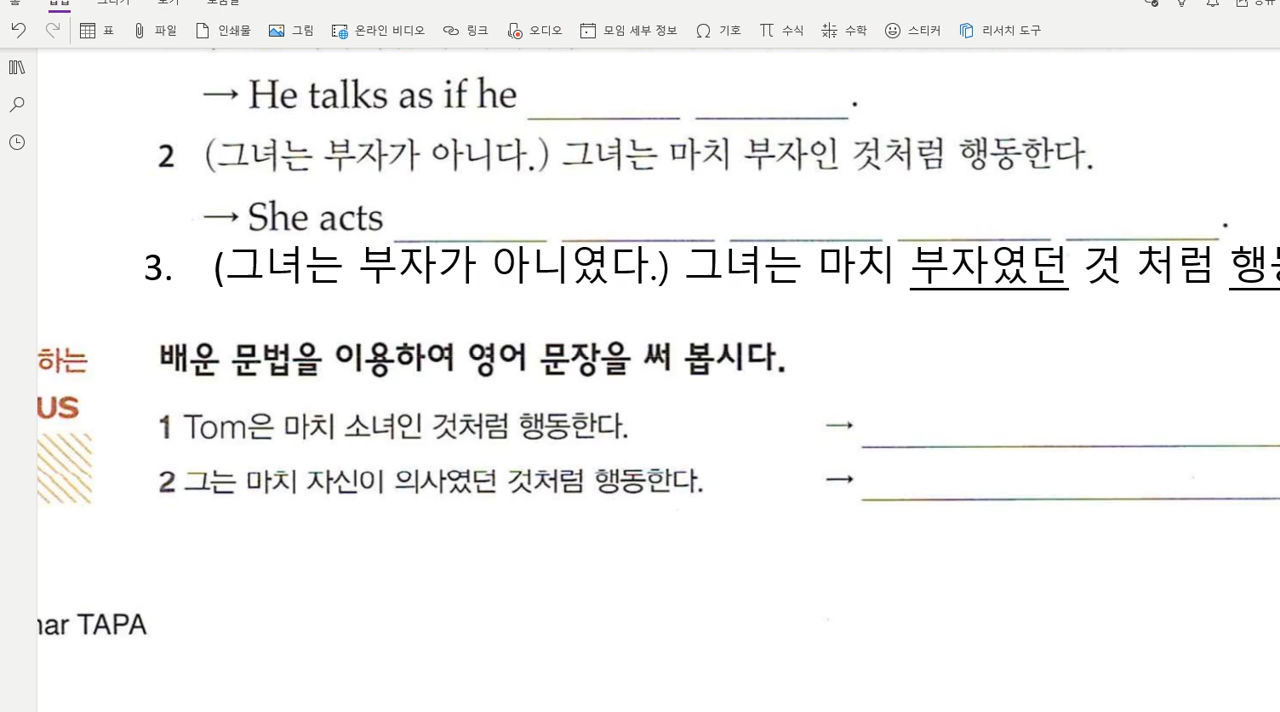 표 파일 인쇄물 그림 온라인 비디오 링크 오디오 모임 세부 정보 기호 수식 수학 스티커 리서치 도구
→ He talks as if he ________ ________.
2 (그녀는 부자가 아니다.) 그녀는 마치 부자인 것처럼 행동한다.
→ She acts ________ ________ ________ ________ ________.
3. (그녀는 부자가 아니였다.) 그녀는 마치 부자였던 것 처럼
하는 배운 문법을 이용하여 영어 문장을 써 봅시다.
US
1 Tom은 마치 소녀인 것처럼 행동한다. →
2 그는 마치 자신이 의사였던 것처럼 행동한다. →
TAPA